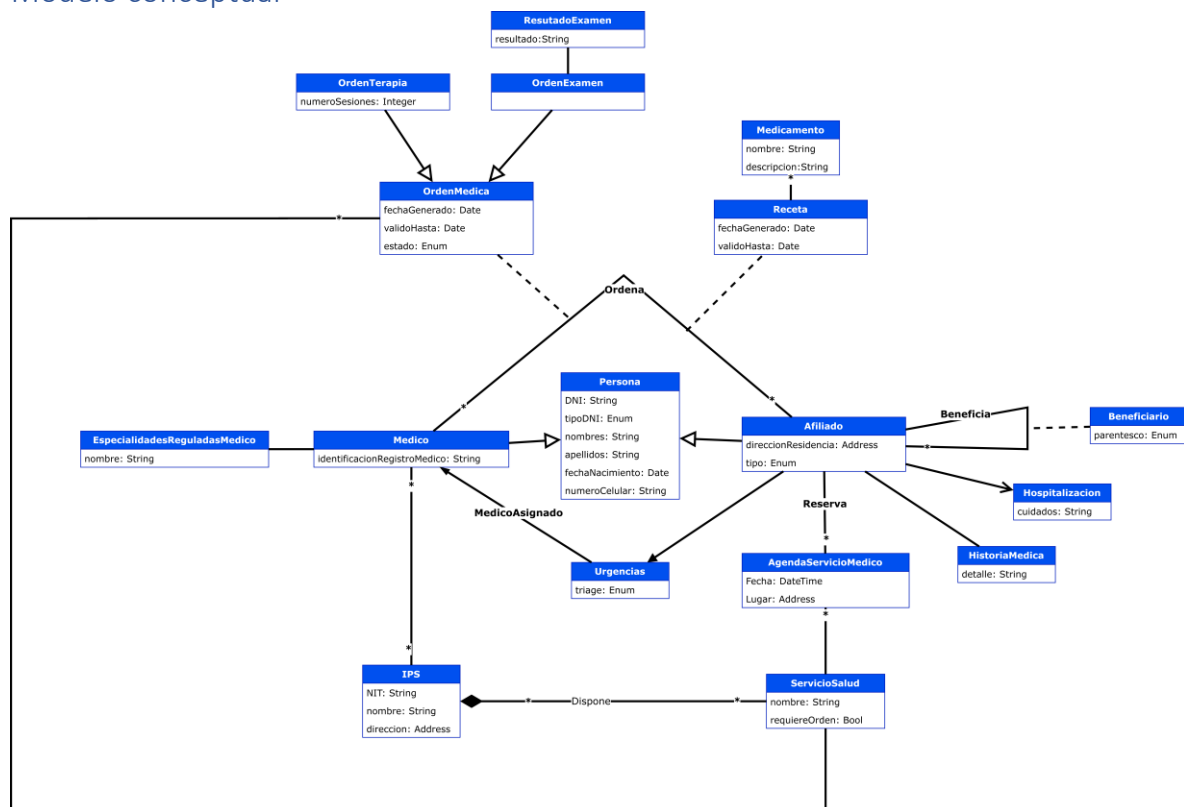 Modelo conceptual
ResutadoExamen
resultado:String
OrdenTerapia
numeroSesiones: Integer
OrdenExamen
Medicamento
nombre: String
descripcion:String
*
OrdenMedica
fechaGenerado: Date
validoHasta: Date
estado: Enum
*
Receta
fechaGenerado: Date
validoHasta: Date
Ordena
*
*
Persona
DNI: String
tipoDNI: Enum
nombres: String
apellidos: String
fechaNacimiento: Date
numeroCelular: String
EspecialidadesReguladasMedico
nombre: String
Medico
identificacionRegistroMedico: String
*
Afiliado
direccionResidencia: Address
tipo: Enum
Beneficia
*
Beneficiario
parentesco: Enum
Hospitalizacion
cuidados: String
MedicoAsignado
Reserva
*
HistoriaMedica
detalle: String
Urgencias
triage: Enum
AgendaServicioMedico
Fecha: DateTime
Lugar: Address
*
*
IPS
NIT: String
nombre: String
direccion: Address
*
Dispone
*
ServicioSalud
nombre: String
requiereOrden: Bool